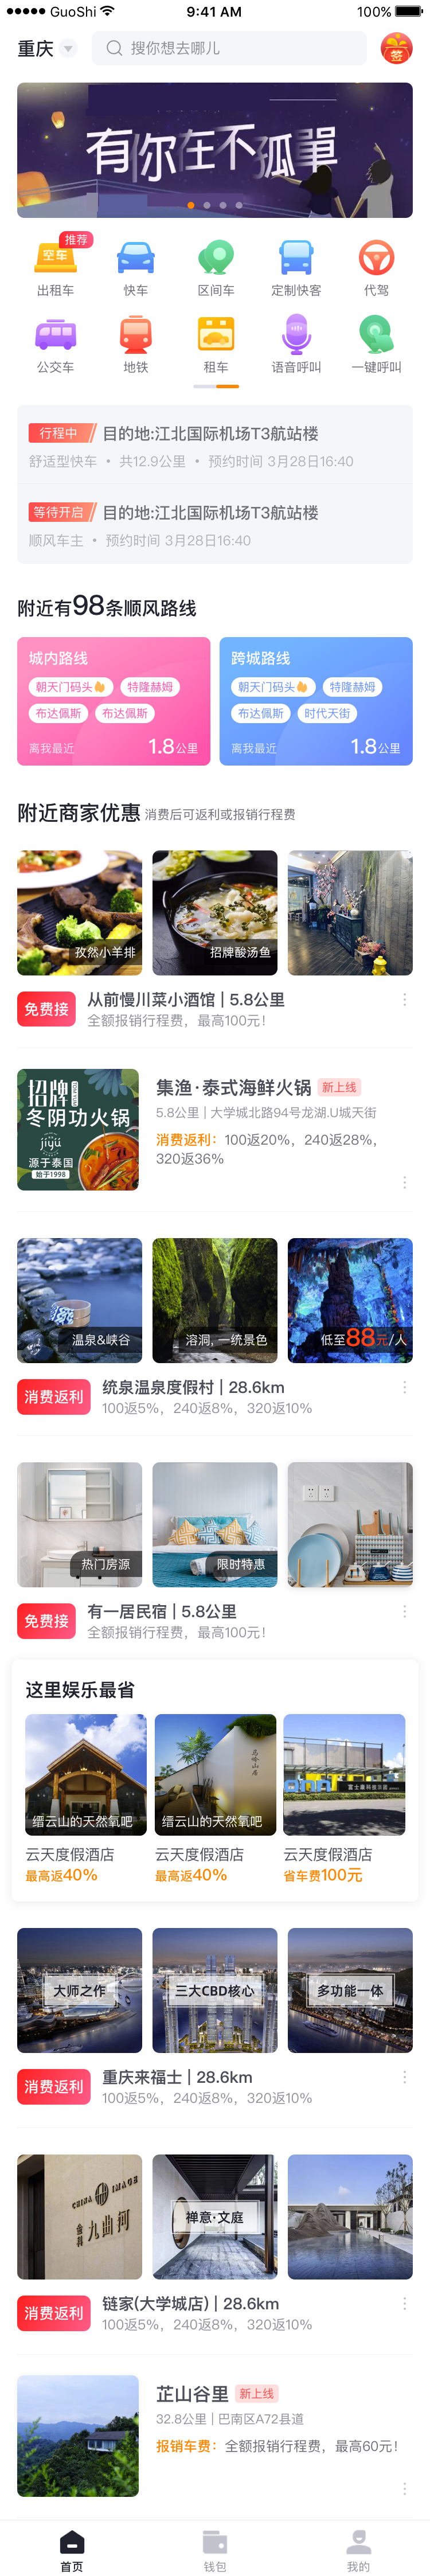 GuoShi 9:41 AM 100%
重庆 搜你想去哪儿 签
有你在不孤单
推荐
空车
出租车 快车 区间车 定制快客 代驾
公交车 地铁 租车 语音呼叫 一键呼叫
行程中 目的地:江北国际机场T3航站楼
舒适型快车 • 共12.9公里 • 预约时间 3月28日16:40
等待开启 目的地:江北国际机场T3航站楼
顺风车主 • 预约时间 3月28日16:40
附近有98条顺风路线
城内路线
朝天门码头 特隆赫姆
布达佩斯 布达佩斯
离我最近 1.8公里
跨城路线
朝天门码头 特隆赫姆
布达佩斯 时代天街
离我最近 1.8公里
附近商家优惠 消费后可返利或报销行程费
孜然小羊排 招牌酸汤鱼
免费接 从前慢川菜小酒馆 | 5.8公里
全额报销行程费，最高100元！
招牌
冬阴功火锅
jiyu
源于泰国
始于1998
集渔·泰式海鲜火锅 新上线
5.8公里 | 大学城北路94号龙湖.U城天街
消费返利：100返20%，240返28%，
320返36%
温泉&峡谷 溶洞, 一统景色 低至88元/人
消费返利 统泉温泉度假村 | 28.6km
100返5%，240返8%，320返10%
热门房源 限时特惠
免费接 有一居民宿 | 5.8公里
全额报销行程费，最高100元！
这里娱乐最省
缙云山的天然氧吧 缙云山的天然氧吧
云天度假酒店 云天度假酒店 云天度假酒店
最高返40% 最高返40% 省车费100元
大师之作 三大CBD核心 多功能一体
消费返利 重庆来福士 | 28.6km
100返5%，240返8%，320返10%
CHINA IMAGE
金科 九曲河
禅意·文庭
消费返利 链家(大学城店) | 28.6km
100返5%，240返8%，320返10%
芷山谷里 新上线
32.8公里 | 巴南区A72县道
报销车费：全额报销行程费，最高60元！
首页 钱包 我的